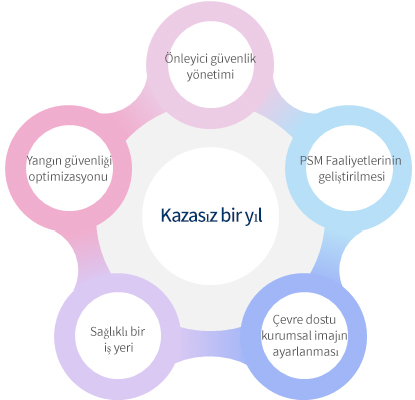 Önleyici güvenlik
yönetimi
Yangın güvenliği
optimizasyonu
PSM Faaliyetlerinin
geliştirilmesi
Kazasız bir yıl
Sağlıklı bir
iş yeri
Çevre dostu
kurumsal imajın
ayarlanması